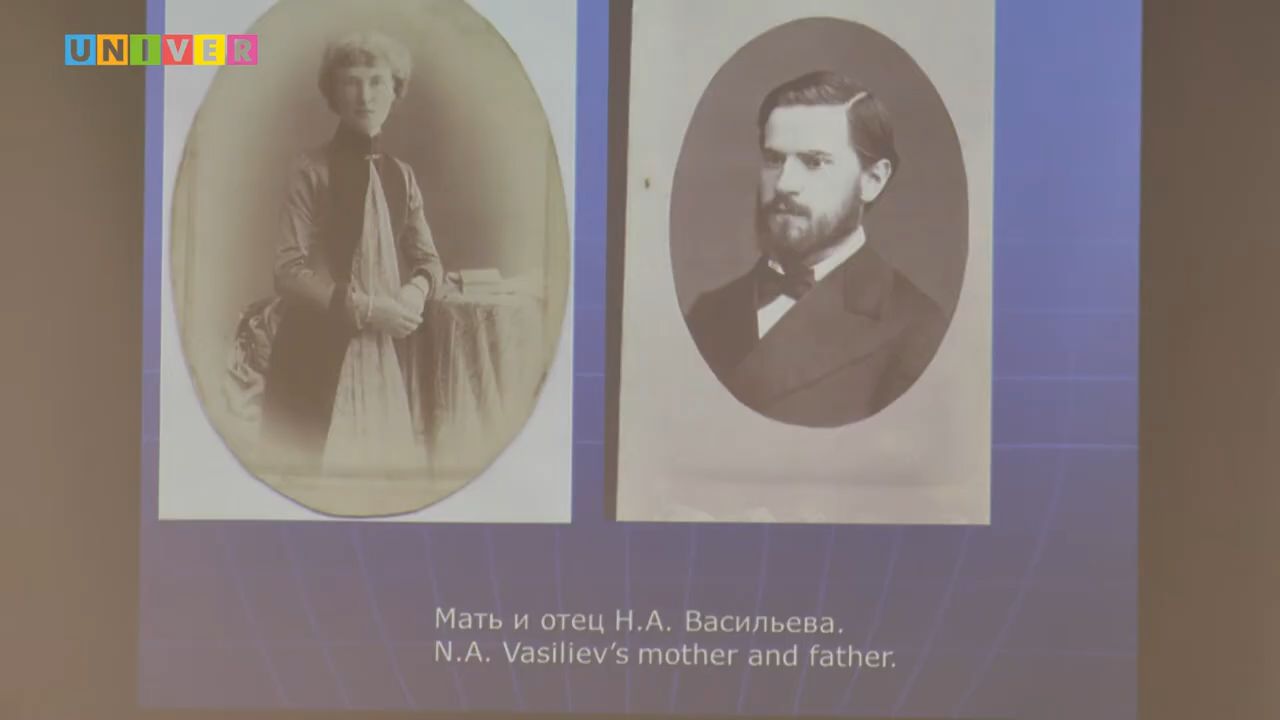 UNIVER
Мать и отец Н.А. Васильева.
N.A. Vasiliev's mother and father.